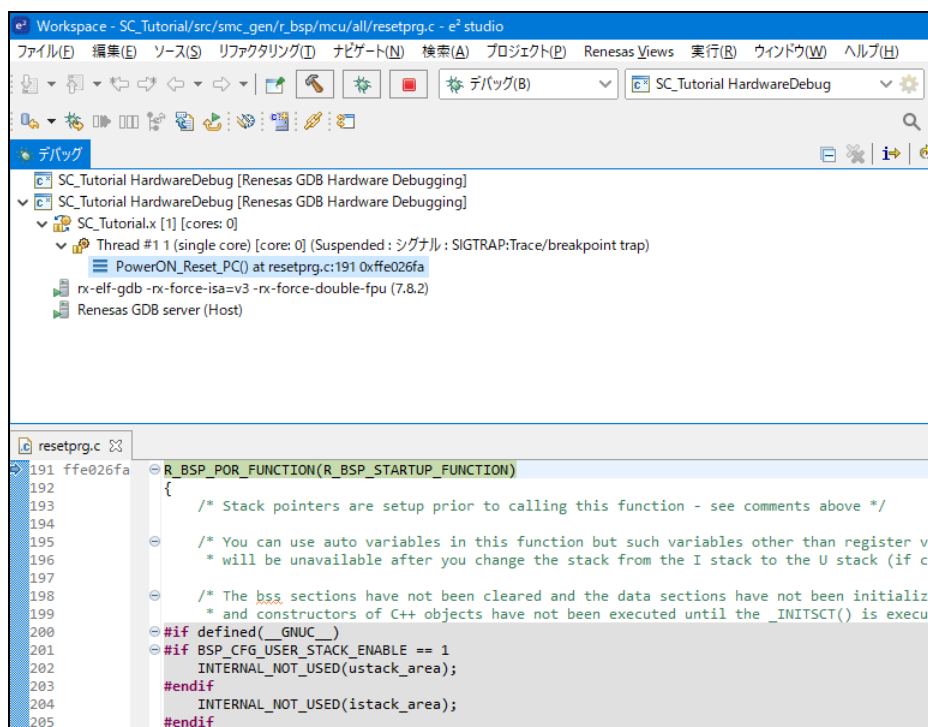 Workspace - SC_Tutorial/src/smc_gen/r_bsp/mcu/all/resetprg.c - e² studio
ファイル(F) 編集(E) ソース(S) リファクタリング(T) ナビゲート(N) 検索(A) プロジェクト(P) Renesas Views 実行(R) ウィンドウ(W) ヘルプ(H)
デバッグ(B) SC_Tutorial HardwareDebug
デバッグ
SC_Tutorial HardwareDebug [Renesas GDB Hardware Debugging]
SC_Tutorial HardwareDebug [Renesas GDB Hardware Debugging]
SC_Tutorial.x [1] [cores: 0]
Thread #1 1 (single core) [core: 0] (Suspended : シグナル : SIGTRAP:Trace/breakpoint trap)
PowerON_Reset_PC() at resetprg.c:191 0xffe026fa
rx-elf-gdb -rx-force-isa=v3 -rx-force-double-fpu (7.8.2)
Renesas GDB server (Host)
resetprg.c
191 ffe026fa R_BSP_POR_FUNCTION(R_BSP_STARTUP_FUNCTION)
192 {
193 /* Stack pointers are setup prior to calling this function - see comments above */
194
195 /* You can use auto variables in this function but such variables other than register v
196 * will be unavailable after you change the stack from the I stack to the U stack (if c
197
198 /* The bss sections have not been cleared and the data sections have not been initializ
199 * and constructors of C++ objects have not been executed until the _INITSCT() is execu
200 #if defined(__GNUC__)
201 #if BSP_CFG_USER_STACK_ENABLE == 1
202 INTERNAL_NOT_USED(ustack_area);
203 #endif
204 INTERNAL_NOT_USED(istack_area);
205 #endif